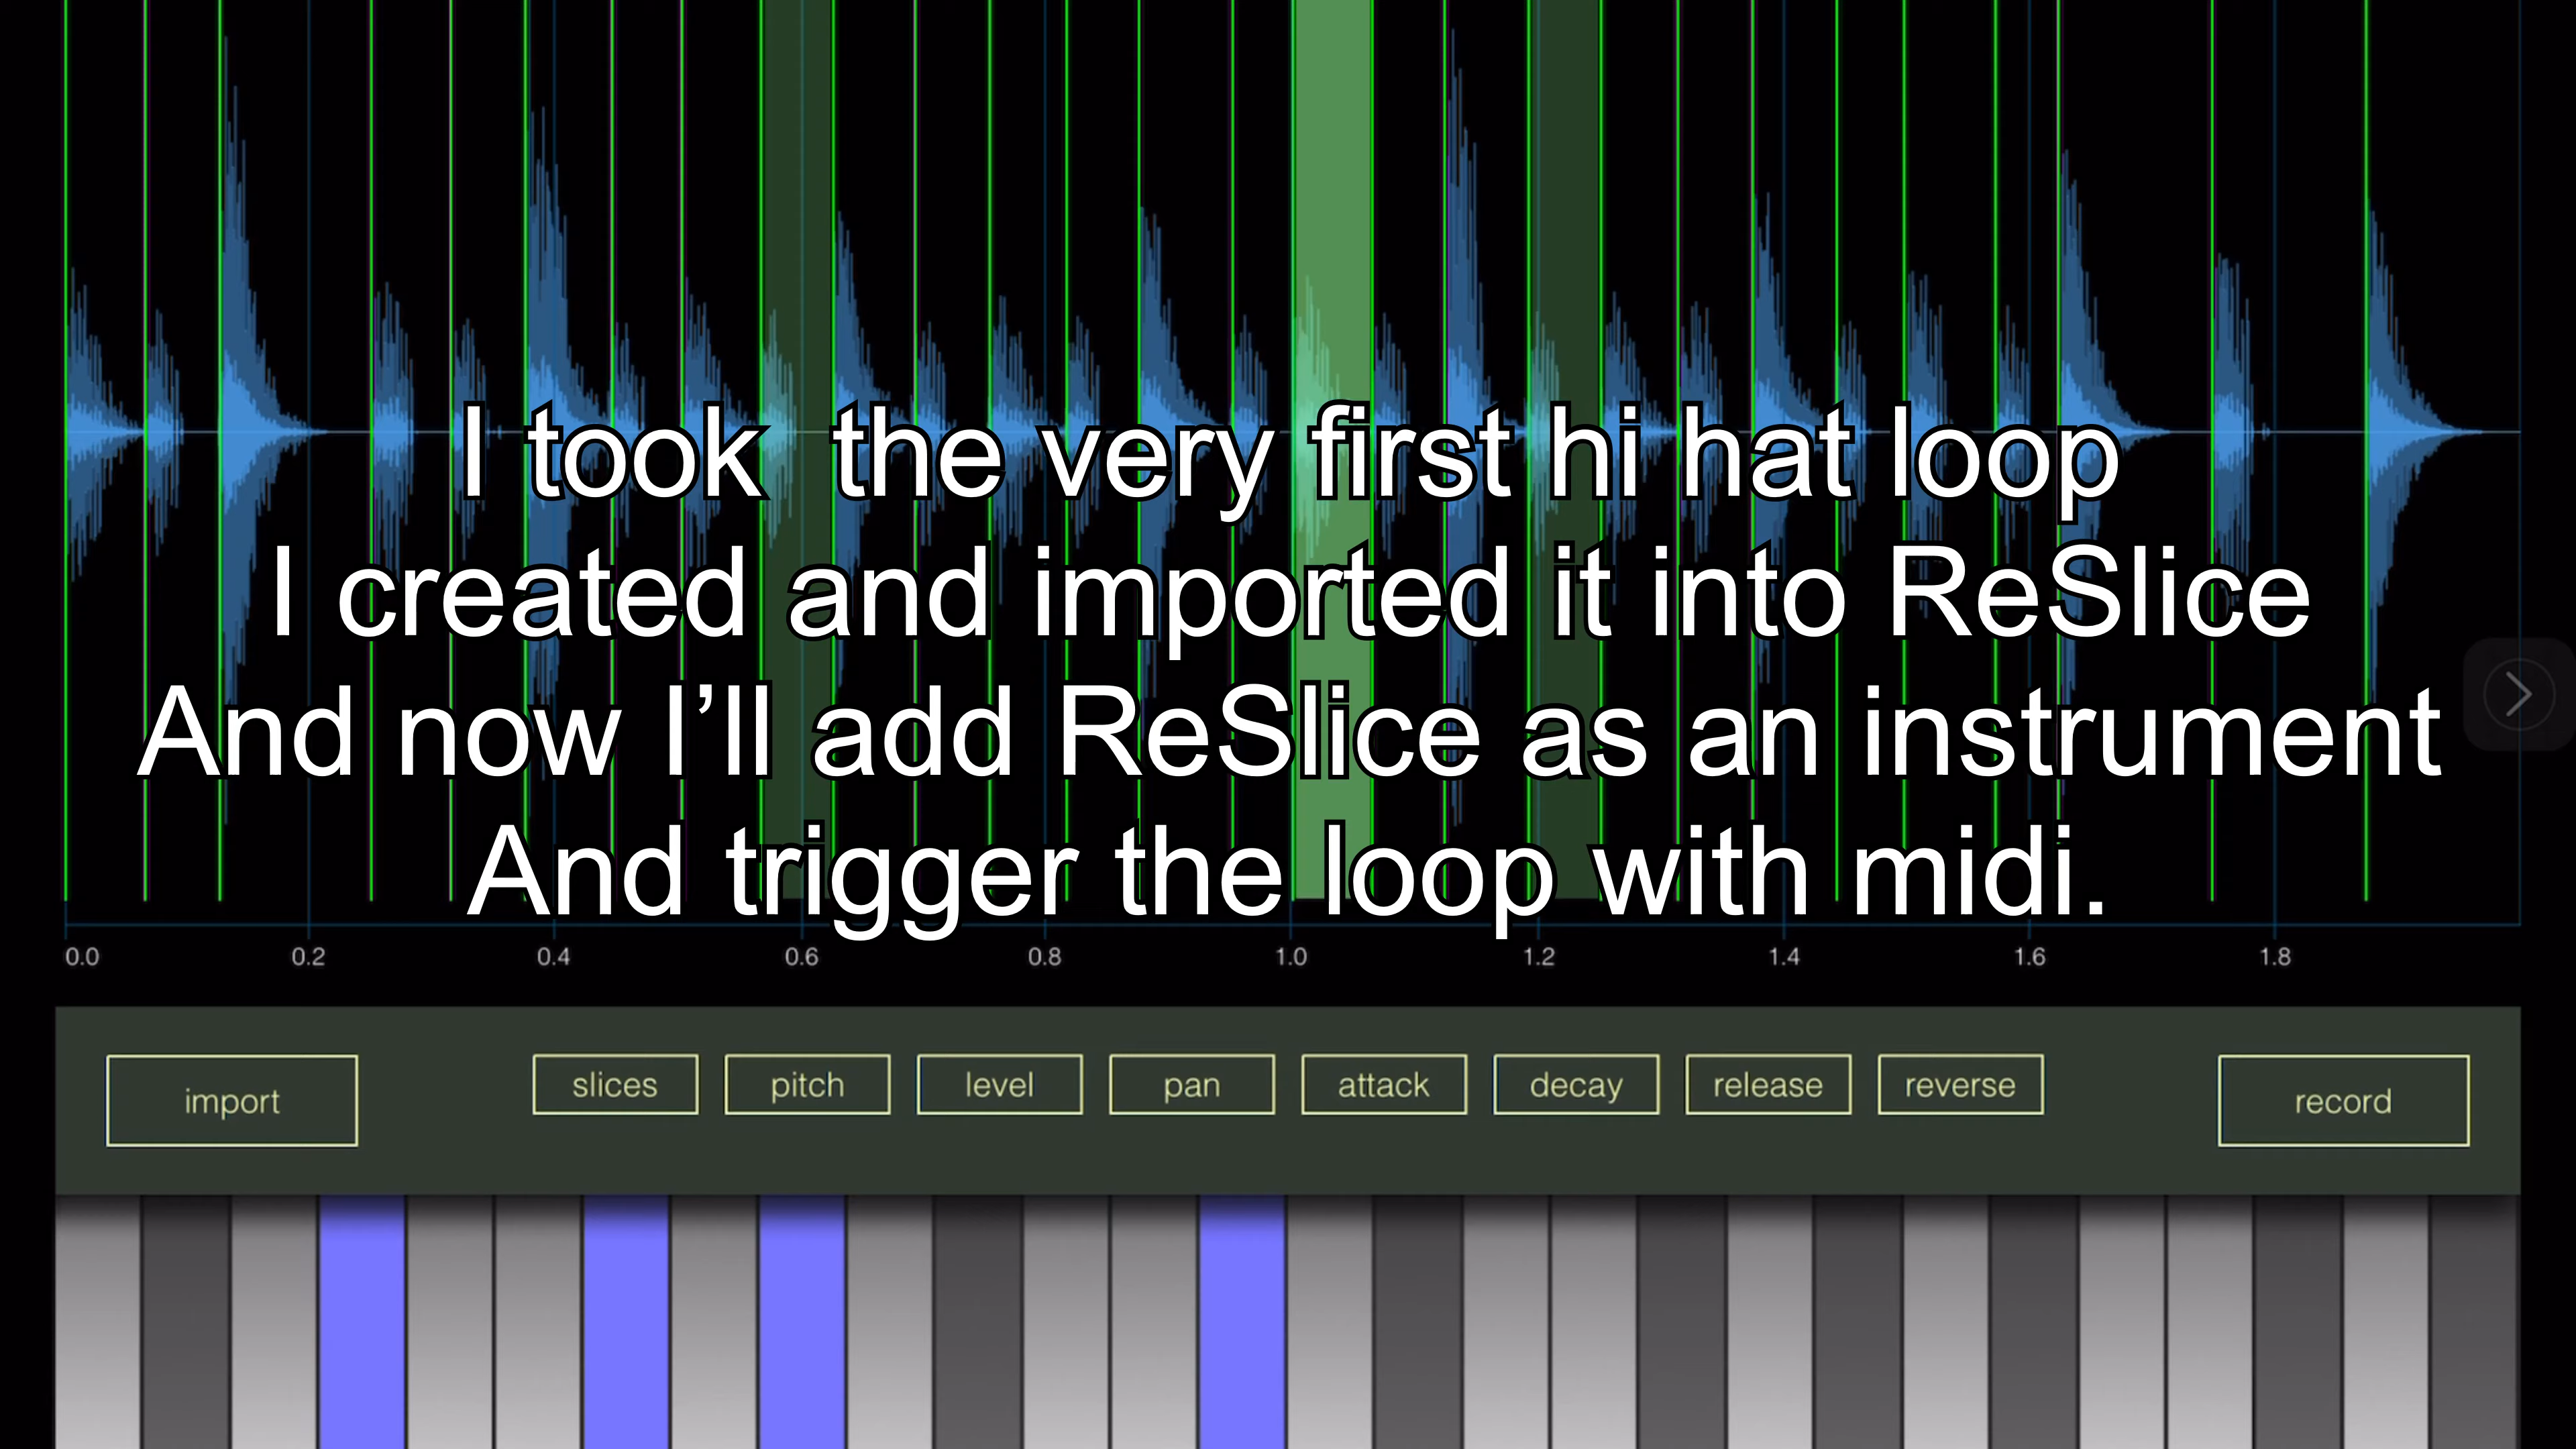 I took  the very first hi hat loop
I created and imported it into ReSlice
And now I’ll add ReSlice as an instrument
And trigger the loop with midi.
0.0 0.2 0.4 0.6 0.8 1.0 1.2 1.4 1.6 1.8
import slices pitch level pan attack decay release reverse record